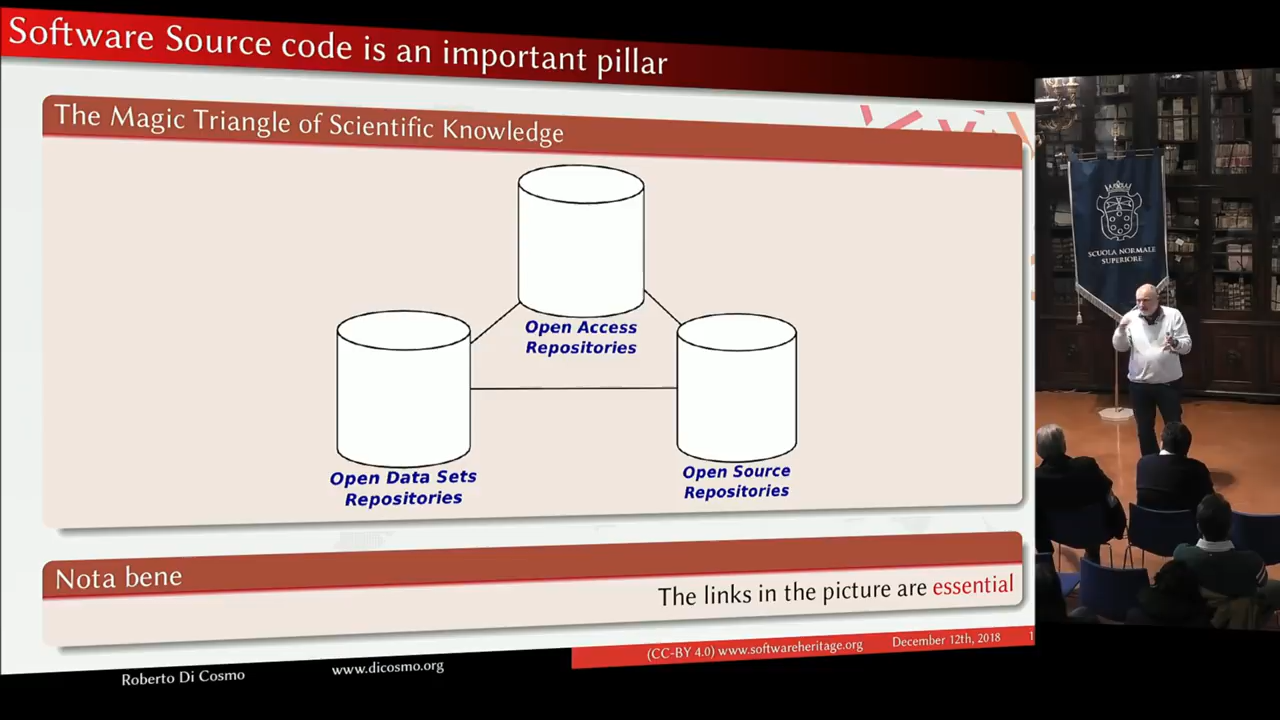 Software Source code is an important pillar
The Magic Triangle of Scientific Knowledge
Open Access
Repositories
Open Data Sets
Repositories
Open Source
Repositories
Nota bene
The links in the picture are essential
Roberto Di Cosmo
www.dicosmo.org
(CC-BY 4.0) www.softwareheritage.org
December 12th, 2018
1
SCUOLA NORMALE
SUPERIORE